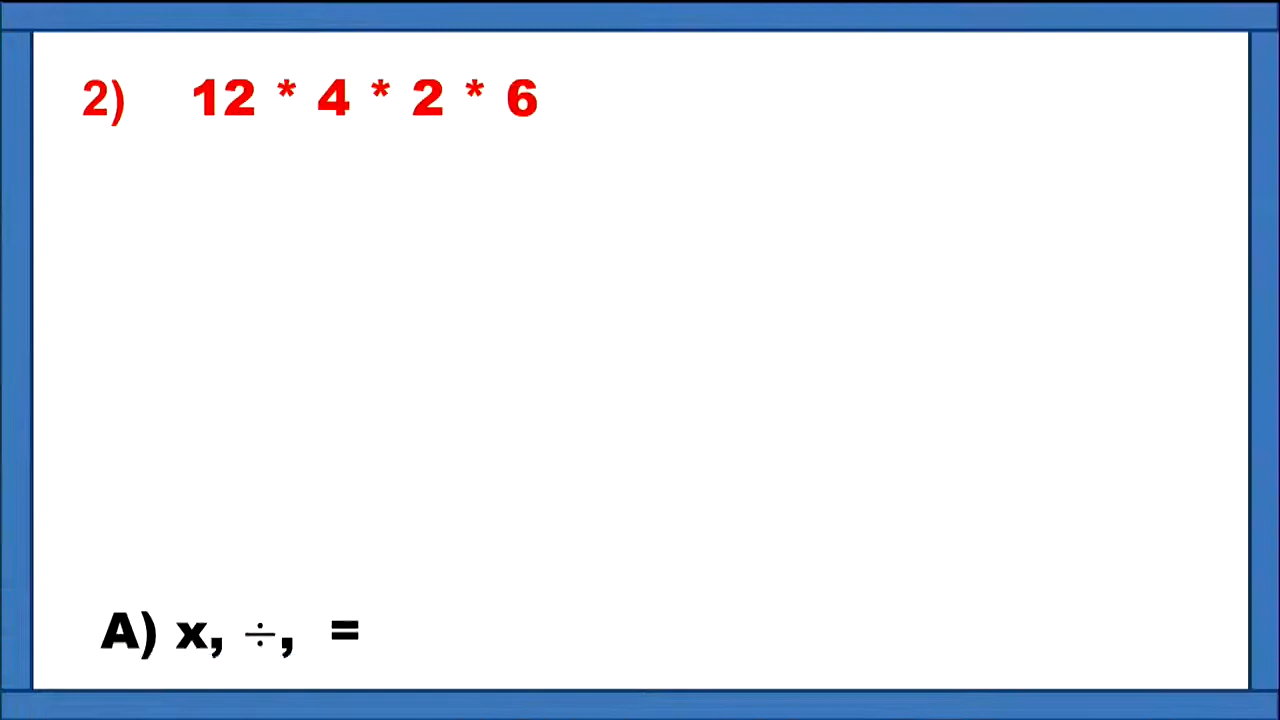 2) 12 * 4 * 2 * 6
A) x, ÷, =